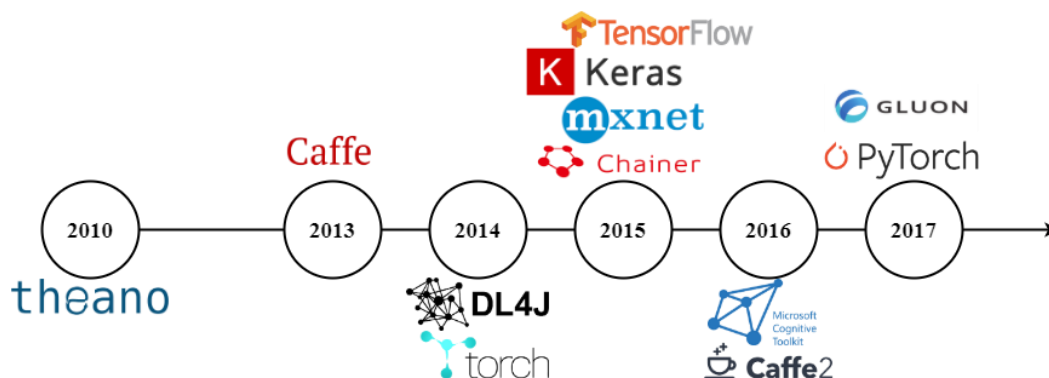 TensorFlow
K Keras
mxnet
Chainer
GLUON
PyTorch
Caffe
2010
2013
2014
2015
2016
2017
theano
DL4J
torch
Microsoft
Cognitive
Toolkit
Caffe2